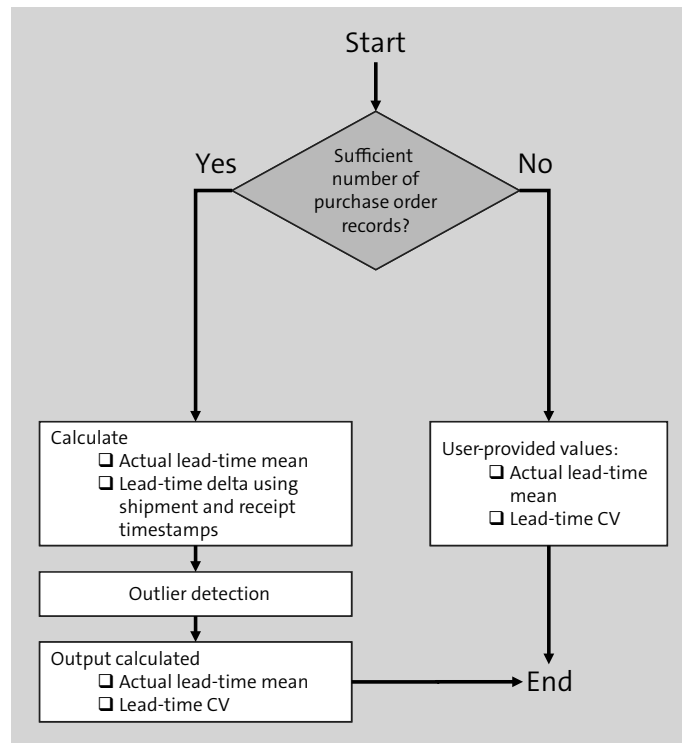 Start
Yes
No
Sufficient
number of
purchase order
records?
Calculate
❑ Actual lead-time mean
❑ Lead-time delta using
shipment and receipt
timestamps
User-provided values:
❑ Actual lead-time
mean
❑ Lead-time CV
Outlier detection
Output calculated
❑ Actual lead-time mean
❑ Lead-time CV
End